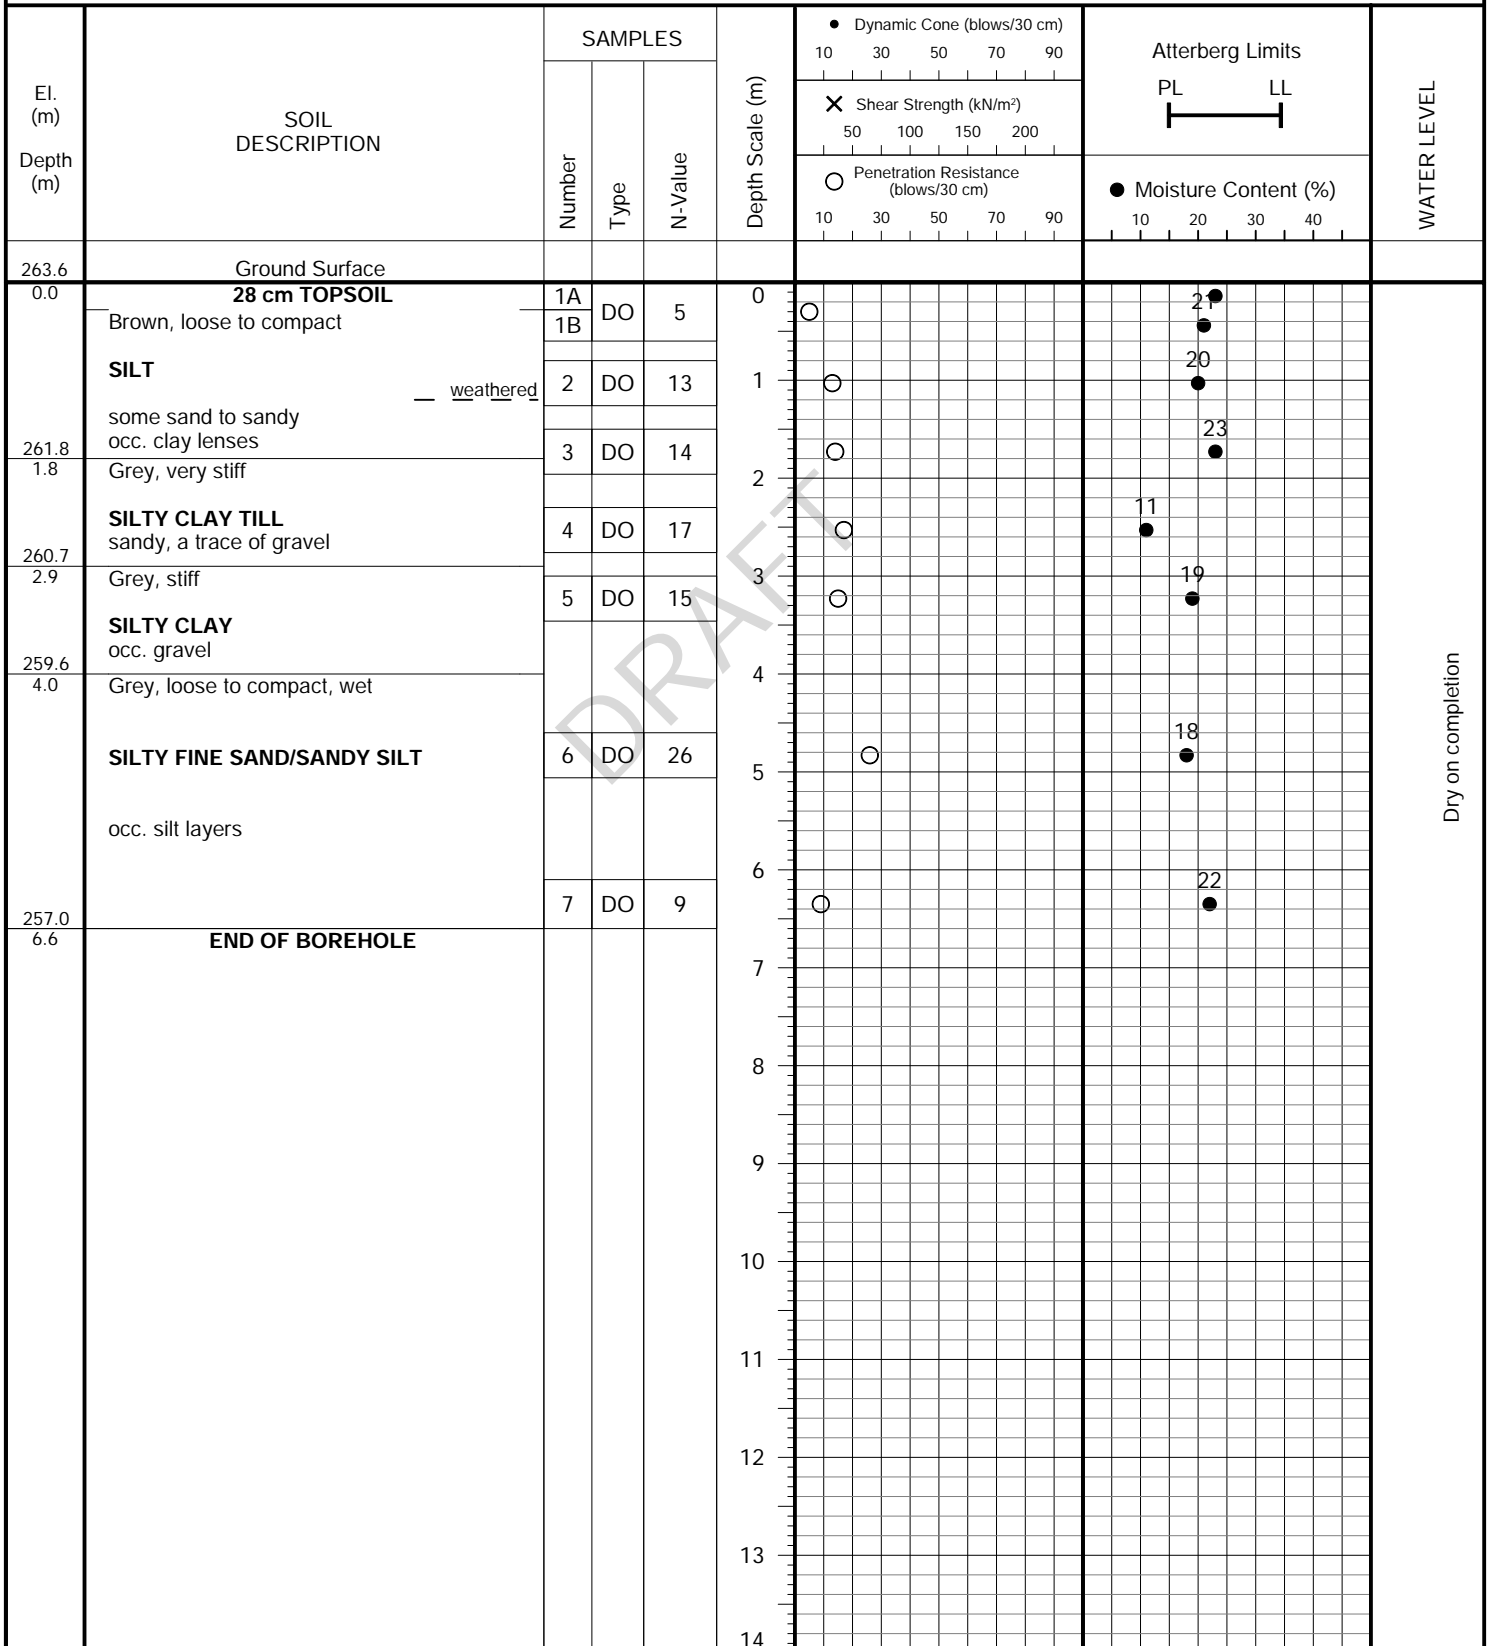 El.
(m)
Depth
(m)
SOIL
DESCRIPTION
SAMPLES
Number
Type
N-Value
Depth Scale (m)
● Dynamic Cone (blows/30 cm)
10 30 50 70 90
✕ Shear Strength (kN/m²)
50 100 150 200
○ Penetration Resistance
(blows/30 cm)
10 30 50 70 90
Atterberg Limits
PL LL
● Moisture Content (%)
10 20 30 40
WATER LEVEL
263.6 Ground Surface
0.0 28 cm TOPSOIL 1A DO 5 0
21
Brown, loose to compact 1B
20
SILT
weathered 2 DO 13 1
some sand to sandy
23
occ. clay lenses
261.8 3 DO 14
1.8 Grey, very stiff
2
11
SILTY CLAY TILL
sandy, a trace of gravel 4 DO 17
260.7
2.9 Grey, stiff 3 19
5 DO 15
SILTY CLAY
occ. gravel
259.6
4.0 Grey, loose to compact, wet 4
18
SILTY FINE SAND/SANDY SILT 6 DO 26
5
occ. silt layers
6
22
7 DO 9
257.0
6.6 END OF BOREHOLE
7
8
9
10
11
12
13
14
Dry on completion
DRAFT